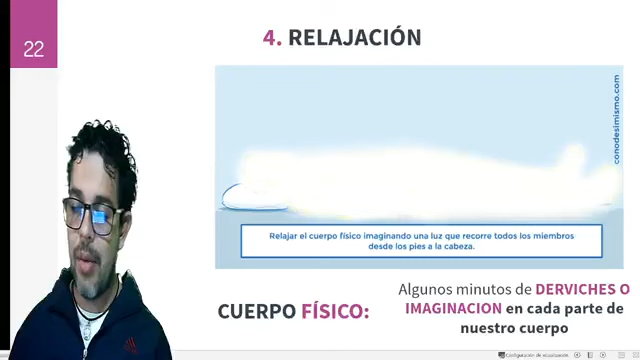 22
4. RELAJACIÓN
conodesimismo.com
Relajar el cuerpo físico imaginando una luz que recorre todos los miembros
desde los pies a la cabeza.
CUERPO FÍSICO:
Algunos minutos de DERVICHES O
IMAGINACION en cada parte de
nuestro cuerpo